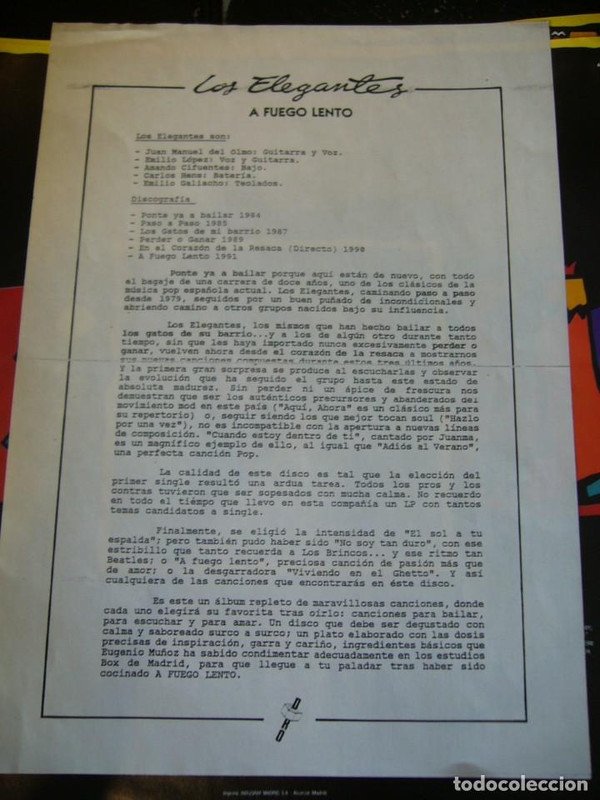 Los Elegantes
A FUEGO LENTO
Los Elegantes son:
- Juan Manuel del Olmo: Guitarra y Voz.
- Emilio López: Voz y Guitarra.
- Amando Cifuentes: Bajo.
- Carlos Hens: Batería.
- Emilio Galiacho: Teclados.
Discografía
- Ponte ya a bailar 1984
- Paso a Paso 1985
- Los Gatos de mi barrio 1987
- Perder o Ganar 1989
- En el Corazón de la Resaca (Directo) 1990
- A Fuego Lento 1991
Ponte ya a bailar porque aquí están de nuevo, con todo
el bagaje de una carrera de doce años, uno de los clásicos de la
música pop española actual. Los Elegantes, caminando paso a paso
desde 1979, seguidos por un buen puñado de incondicionales y
abriendo camino a otros grupos nacidos bajo su influencia.
Los Elegantes, los mismos que han hecho bailar a todos
los gatos de su barrio...y a los de algún otro durante tanto
tiempo, sin que les haya importado nunca excesivamente perder o
ganar, vuelven ahora desde el corazón de la resaca a mostrarnos
sus nuevas canciones compuestas durante estos tres últimos años.
Y la primera gran sorpresa se produce al escucharlas y observar
la evolución que ha seguido el grupo hasta este estado de
absoluta madurez. Sin perder ni un ápice de frescura nos
demuestran que ser los auténticos precursores y abanderados del
movimiento mod en este país ("Aquí, Ahora" es un clásico más para
su repertorio) o, seguir siendo los que mejor tocan soul ("Hazlo
por una vez"), no es incompatible con la apertura a nuevas líneas
de composición. "Cuando estoy dentro de ti", cantado por Juanma,
es un magnífico ejemplo de ello, al igual que "Adiós al Verano",
una perfecta canción Pop.
La calidad de este disco es tal que la elección del
primer single resultó una ardua tarea. Todos los pros y los
contras tuvieron que ser sopesados con mucha calma. No recuerdo
en todo el tiémpo que llevo en esta compañía un LP con tantos
temas candidatos a single.
Finalmente, se eligió la intensidad de "El sol a tu
espalda"; pero también pudo haber sido "No soy tan duro", con ese
estribillo que tanto recuerda a Los Brincos... y ese ritmo tan
Beatles; o "A fuego lento", preciosa canción de pasión más que
de amor; o la desgarradora "Viviendo en el Ghetto". Y así
cualquiera de las canciones que encontrarás en éste disco.
Es este un álbum repleto de maravillosas canciones, donde
cada uno elegirá su favorita tras oírlo: canciones para bailar,
para escuchar y para amar. Un disco que debe ser degustado con
calma y saboreado surco a surco; un plato elaborado con las dosis
precisas de inspiración, garra y cariño, ingredientes básicos que
Eugenio Muñoz ha sabido condimentar adecuadamente en los estudios
Box de Madrid, para que llegue a tu paladar tras haber sido
cocinado A FUEGO LENTO.
DRO
todocoleccion